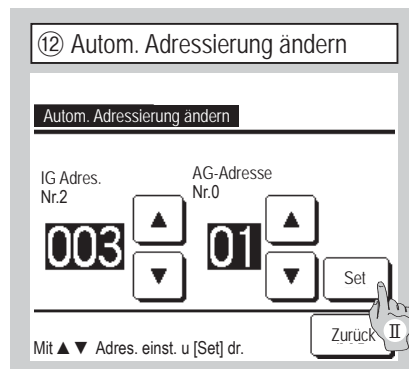 ⑫ Autom. Adressierung ändern
Autom. Adressierung ändern
IG Adres.
Nr.2
003
▲
▼
AG-Adresse
Nr.0
01
▲
▼
Set
Mit ▲ ▼ Adres. einst. u [Set] dr.
Zurück
Ⅱ